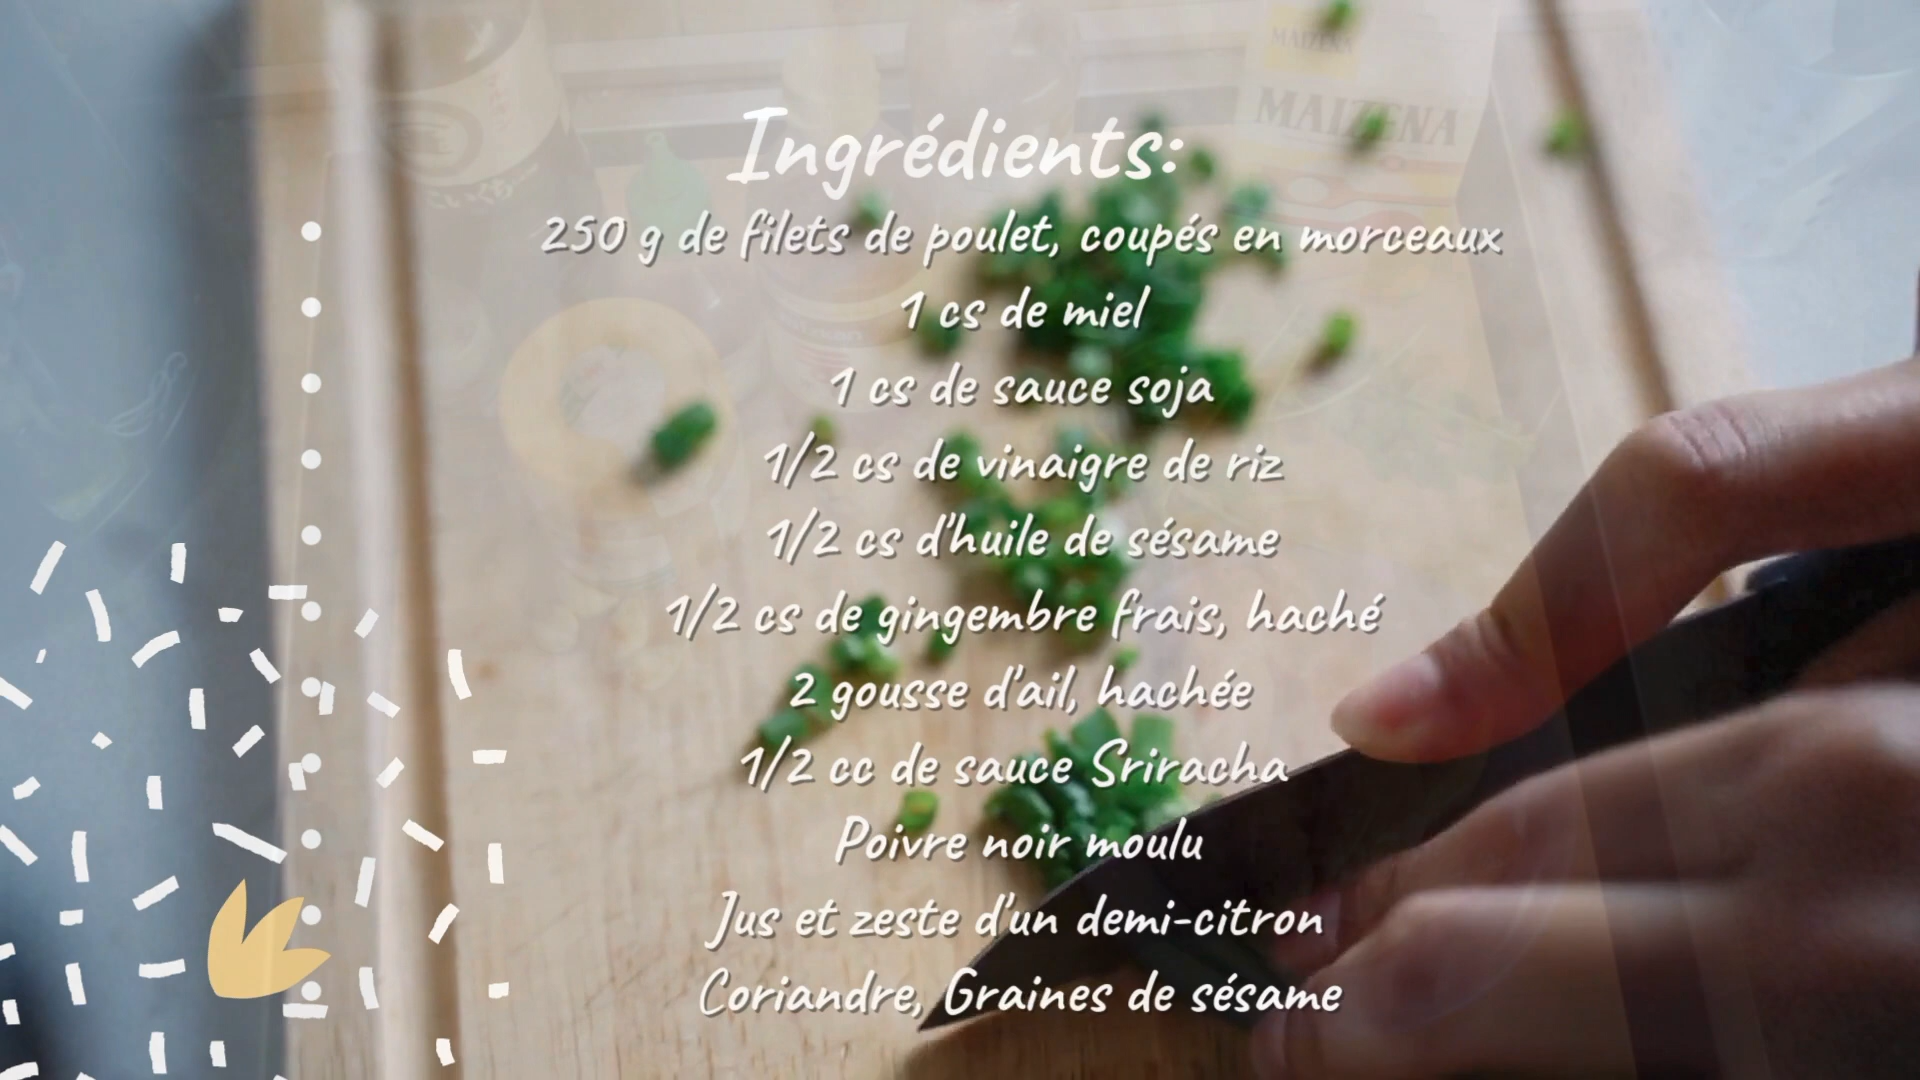 MAIZENA
MAIZENA
Ingrédients:
250 g de filets de poulet, coupés en morceaux
1 cs de miel
1 cs de sauce soja
1/2 cs de vinaigre de riz
1/2 cs d'huile de sésame
1/2 cs de gingembre frais, haché
2 gousse d'ail, hachée
1/2 cc de sauce Sriracha
Poivre noir moulu
Jus et zeste d'un demi-citron
Coriandre, Graines de sésame